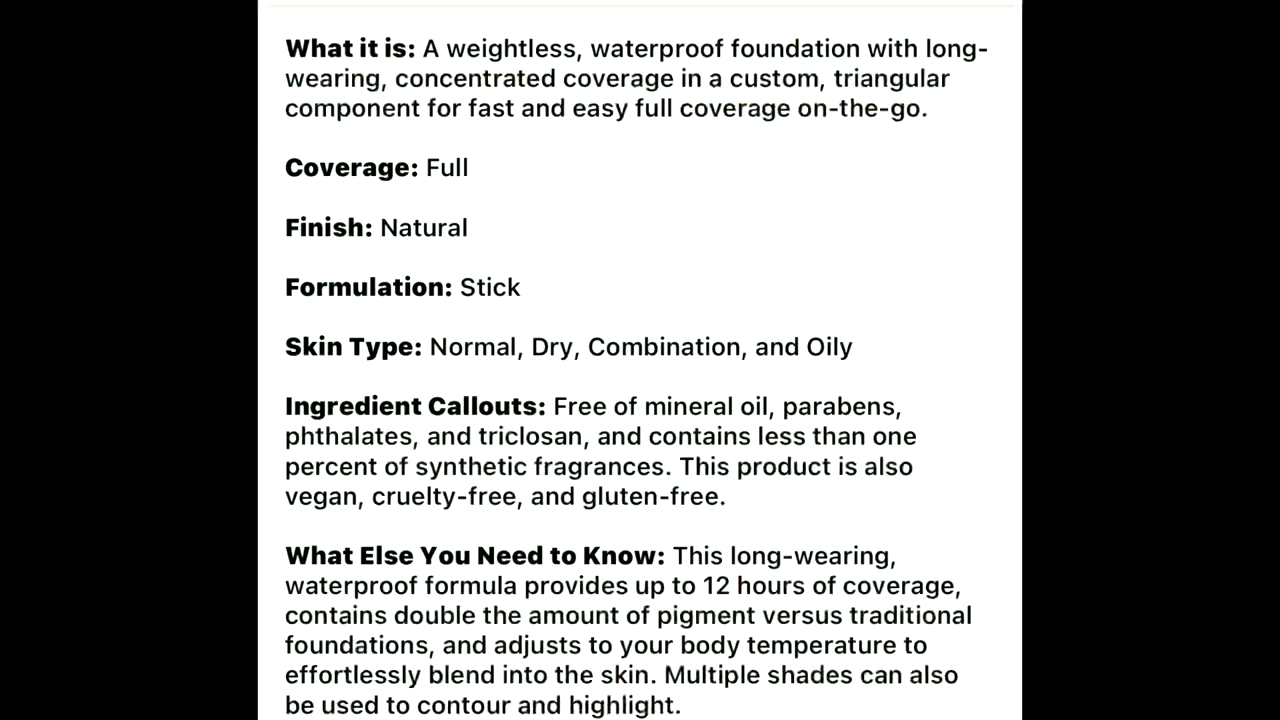 What it is: A weightless, waterproof foundation with long-
wearing, concentrated coverage in a custom, triangular
component for fast and easy full coverage on-the-go.
Coverage: Full
Finish: Natural
Formulation: Stick
Skin Type: Normal, Dry, Combination, and Oily
Ingredient Callouts: Free of mineral oil, parabens,
phthalates, and triclosan, and contains less than one
percent of synthetic fragrances. This product is also
vegan, cruelty-free, and gluten-free.
What Else You Need to Know: This long-wearing,
waterproof formula provides up to 12 hours of coverage,
contains double the amount of pigment versus traditional
foundations, and adjusts to your body temperature to
effortlessly blend into the skin. Multiple shades can also
be used to contour and highlight.